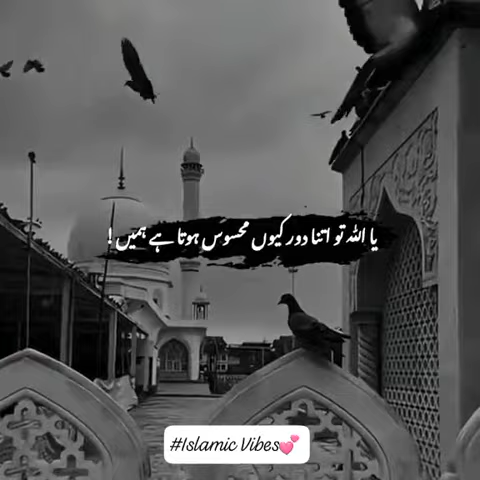 یا اللہ تو اتنا دور کیوں محسوس ہوتا ہے ہمیں !
#Islamic Vibes💕